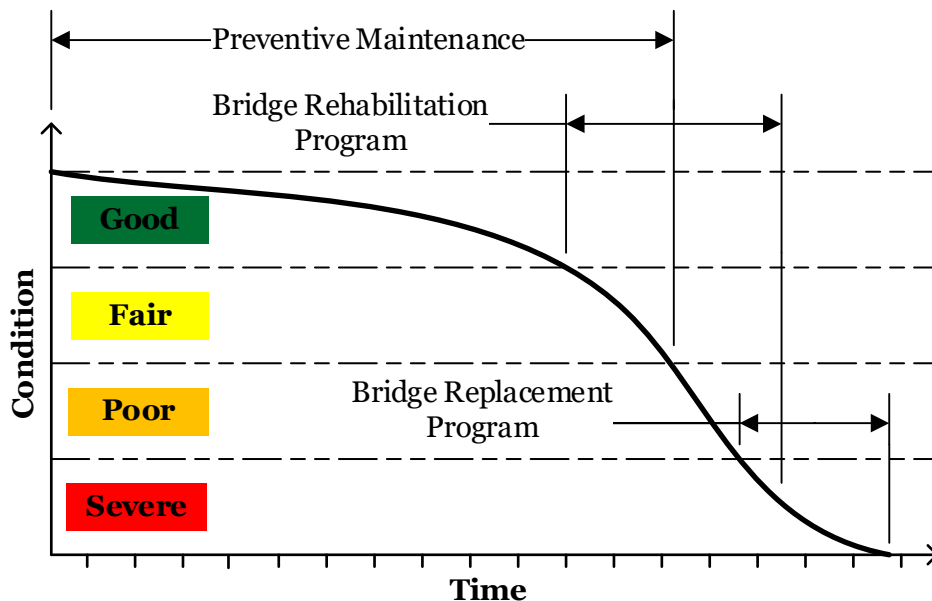 Preventive Maintenance
Bridge Rehabilitation
Program
Good
Fair
Bridge Replacement
Program
Poor
Severe
Condition
Time